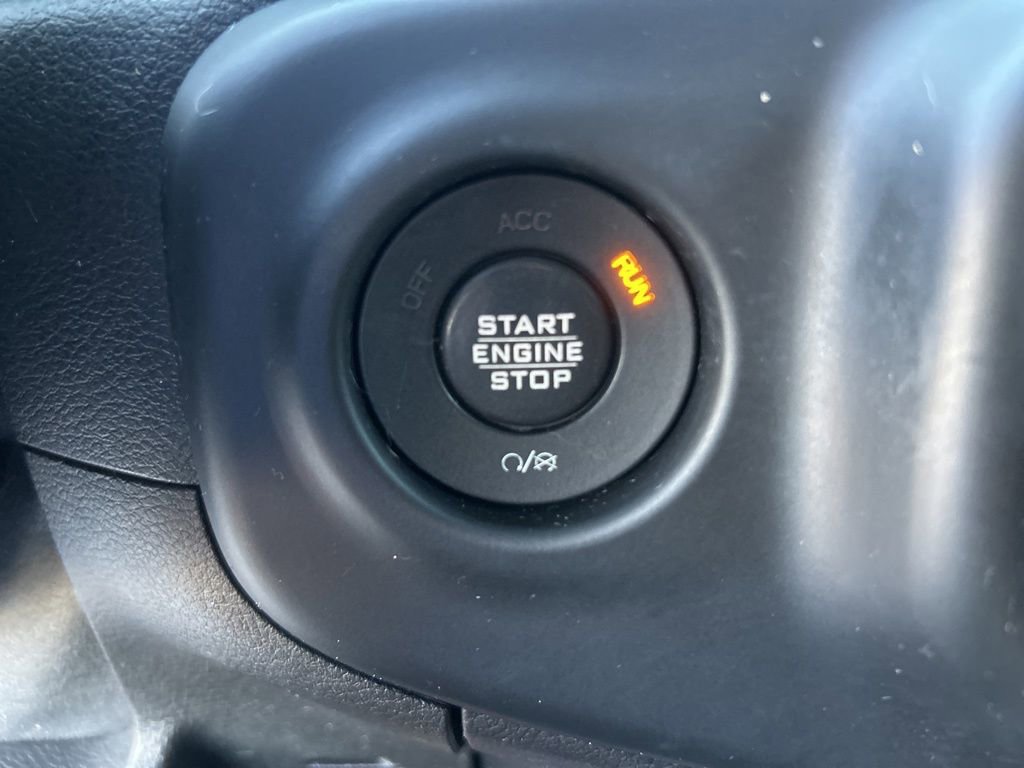 ACC
OFF
RUN
START
ENGINE
STOP